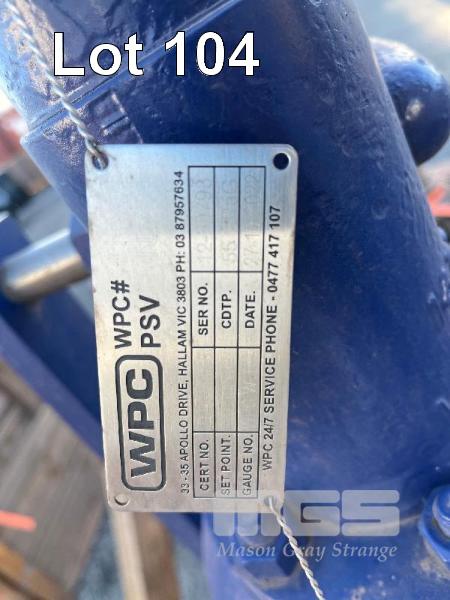 Lot 104
WPC WPC#
PSV
33 - 35 APOLLO DRIVE, HALLAM VIC 3803 PH: 03 87957634
CERT NO. SER NO.
SET POINT. CDTP.
GAUGE NO. DATE.
WPC 24/7 SERVICE PHONE - 0477 417 107
MGS
Mason Gray Strange